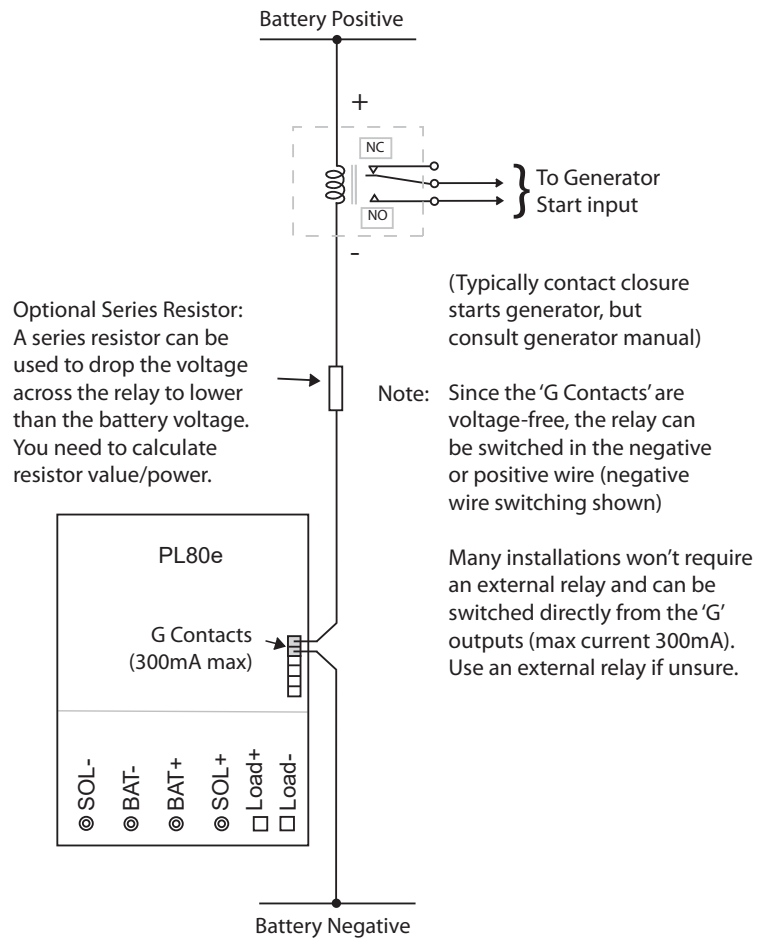 Battery Positive
+
NC
To Generator
Start input
NO
-
(Typically contact closure
starts generator, but
consult generator manual)
Optional Series Resistor:
A series resistor can be
used to drop the voltage
across the relay to lower
than the battery voltage.
You need to calculate
resistor value/power.
Note: Since the ‘G Contacts’ are
voltage-free, the relay can
be switched in the negative
or positive wire (negative
wire switching shown)
Many installations won’t require
an external relay and can be
switched directly from the ‘G’
outputs (max current 300mA).
Use an external relay if unsure.
PL80e
G Contacts
(300mA max)
SOL-
BAT-
BAT+
SOL+
Load+
Load-
Battery Negative